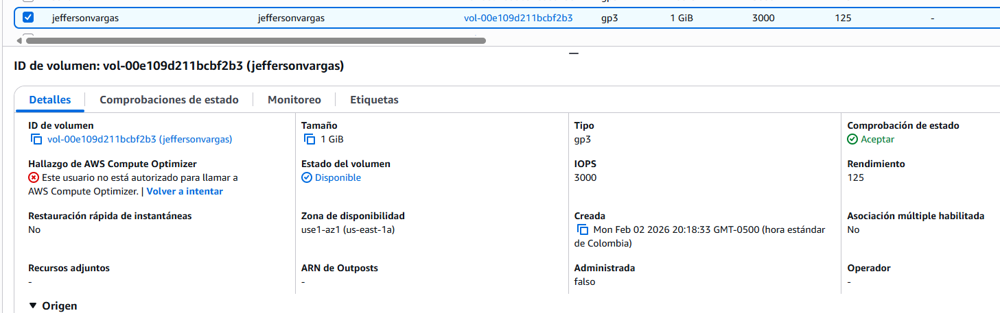 jeffersonvargas jeffersonvargas vol-00e109d211bcbf2b3 gp3 1 GiB 3000 125 -
ID de volumen: vol-00e109d211bcbf2b3 (jeffersonvargas)
Detalles Comprobaciones de estado Monitoreo Etiquetas
ID de volumen Tamaño Tipo Comprobación de estado
vol-00e109d211bcbf2b3 (jeffersonvargas) 1 GiB gp3 Aceptar
Hallazgo de AWS Compute Optimizer Estado del volumen IOPS Rendimiento
Este usuario no está autorizado para llamar a Disponible 3000 125
AWS Compute Optimizer. | Volver a intentar
Restauración rápida de instantáneas Zona de disponibilidad Creada Asociación múltiple habilitada
No use1-az1 (us-east-1a) Mon Feb 02 2026 20:18:33 GMT-0500 (hora estándar No
de Colombia)
Recursos adjuntos ARN de Outposts Administrada Operador
- - falso -
Origen